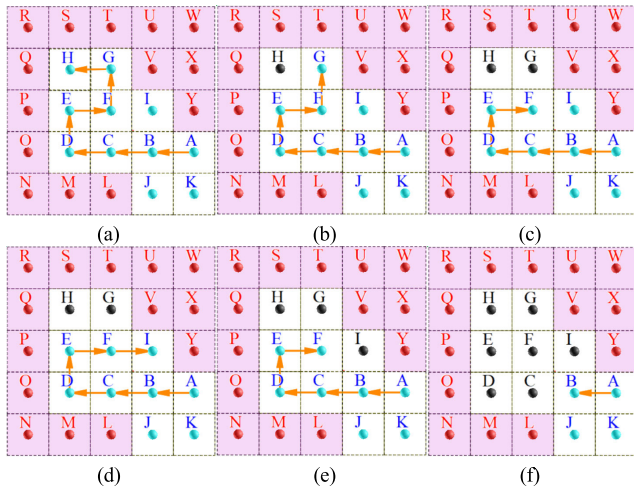 R S T U W
Q H G V X
P E F I Y
O D C B A
N M L J K
(a)
R S T U W
Q H G V X
P E F I Y
O D C B A
N M L J K
(b)
R S T U W
Q H G V X
P E F I Y
O D C B A
N M L J K
(c)
R S T U W
Q H G V X
P E F I Y
O D C B A
N M L J K
(d)
R S T U W
Q H G V X
P E F I Y
O D C B A
N M L J K
(e)
R S T U W
Q H G V X
P E F I Y
O D C B A
N M L J K
(f)